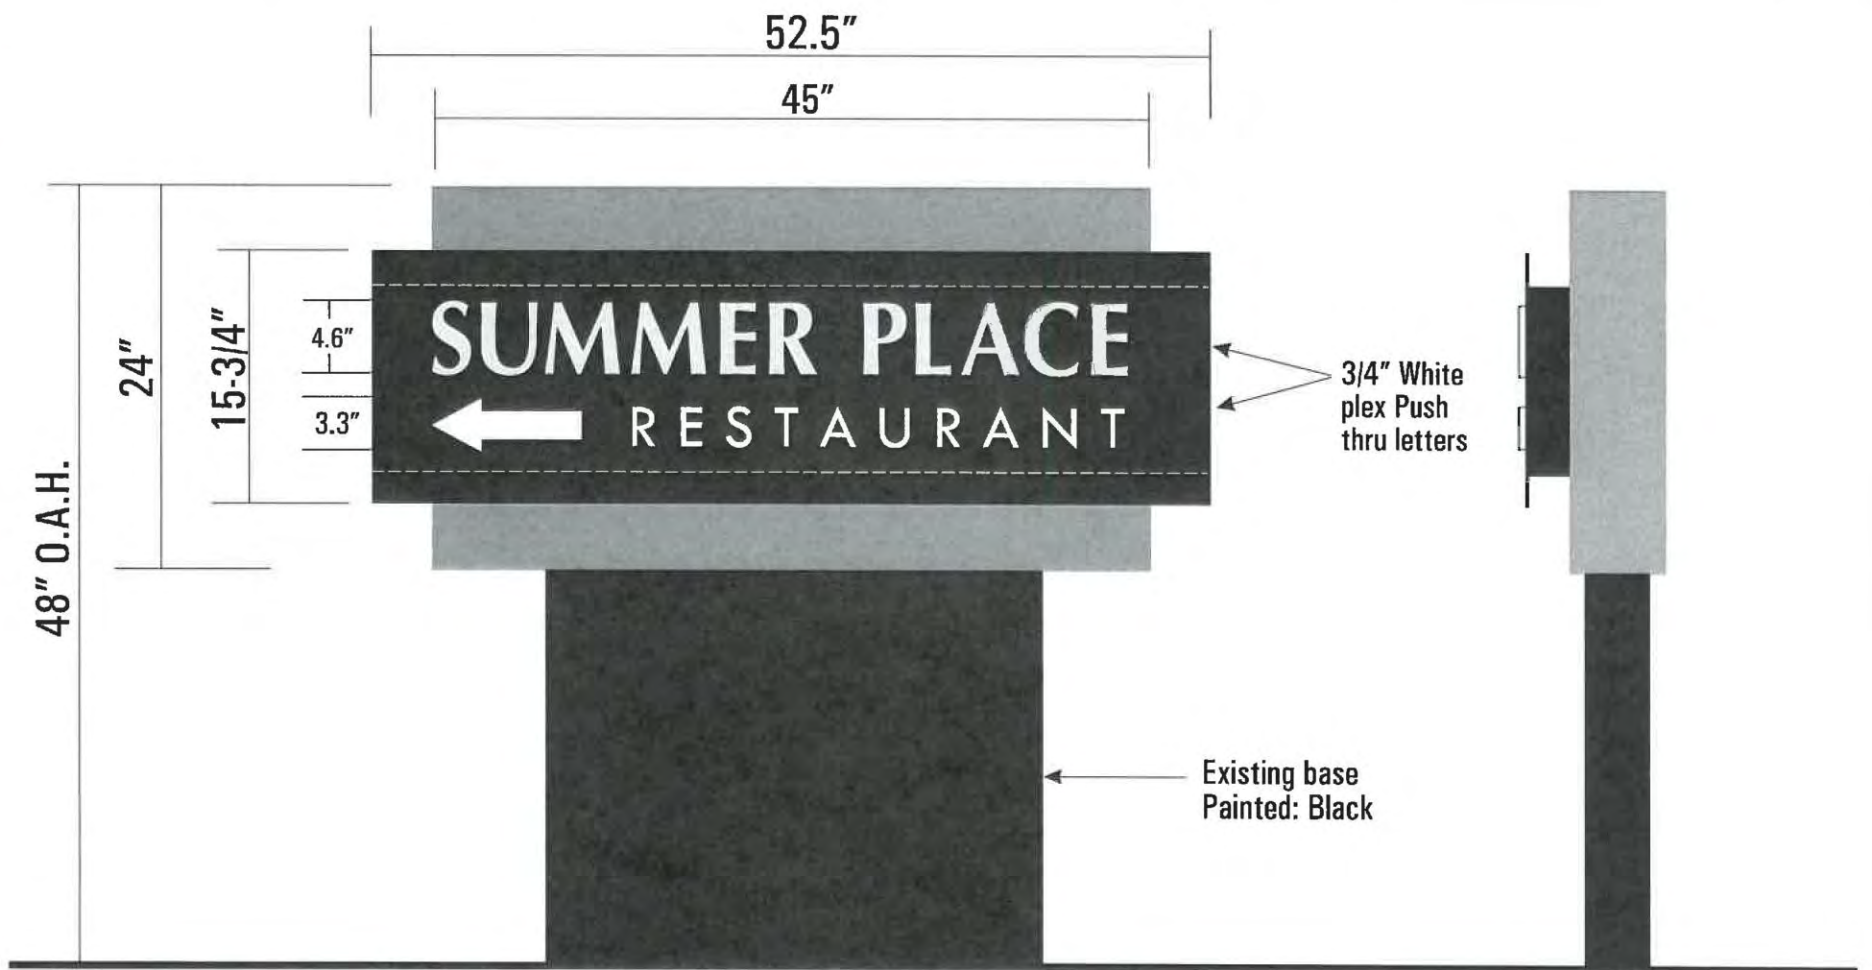 52.5″
45″
48″ O.A.H.
24″
15-3/4″
4.6″
3.3″
SUMMER PLACE
RESTAURANT
3/4″ White
plex Push
thru letters
Existing base
Painted: Black